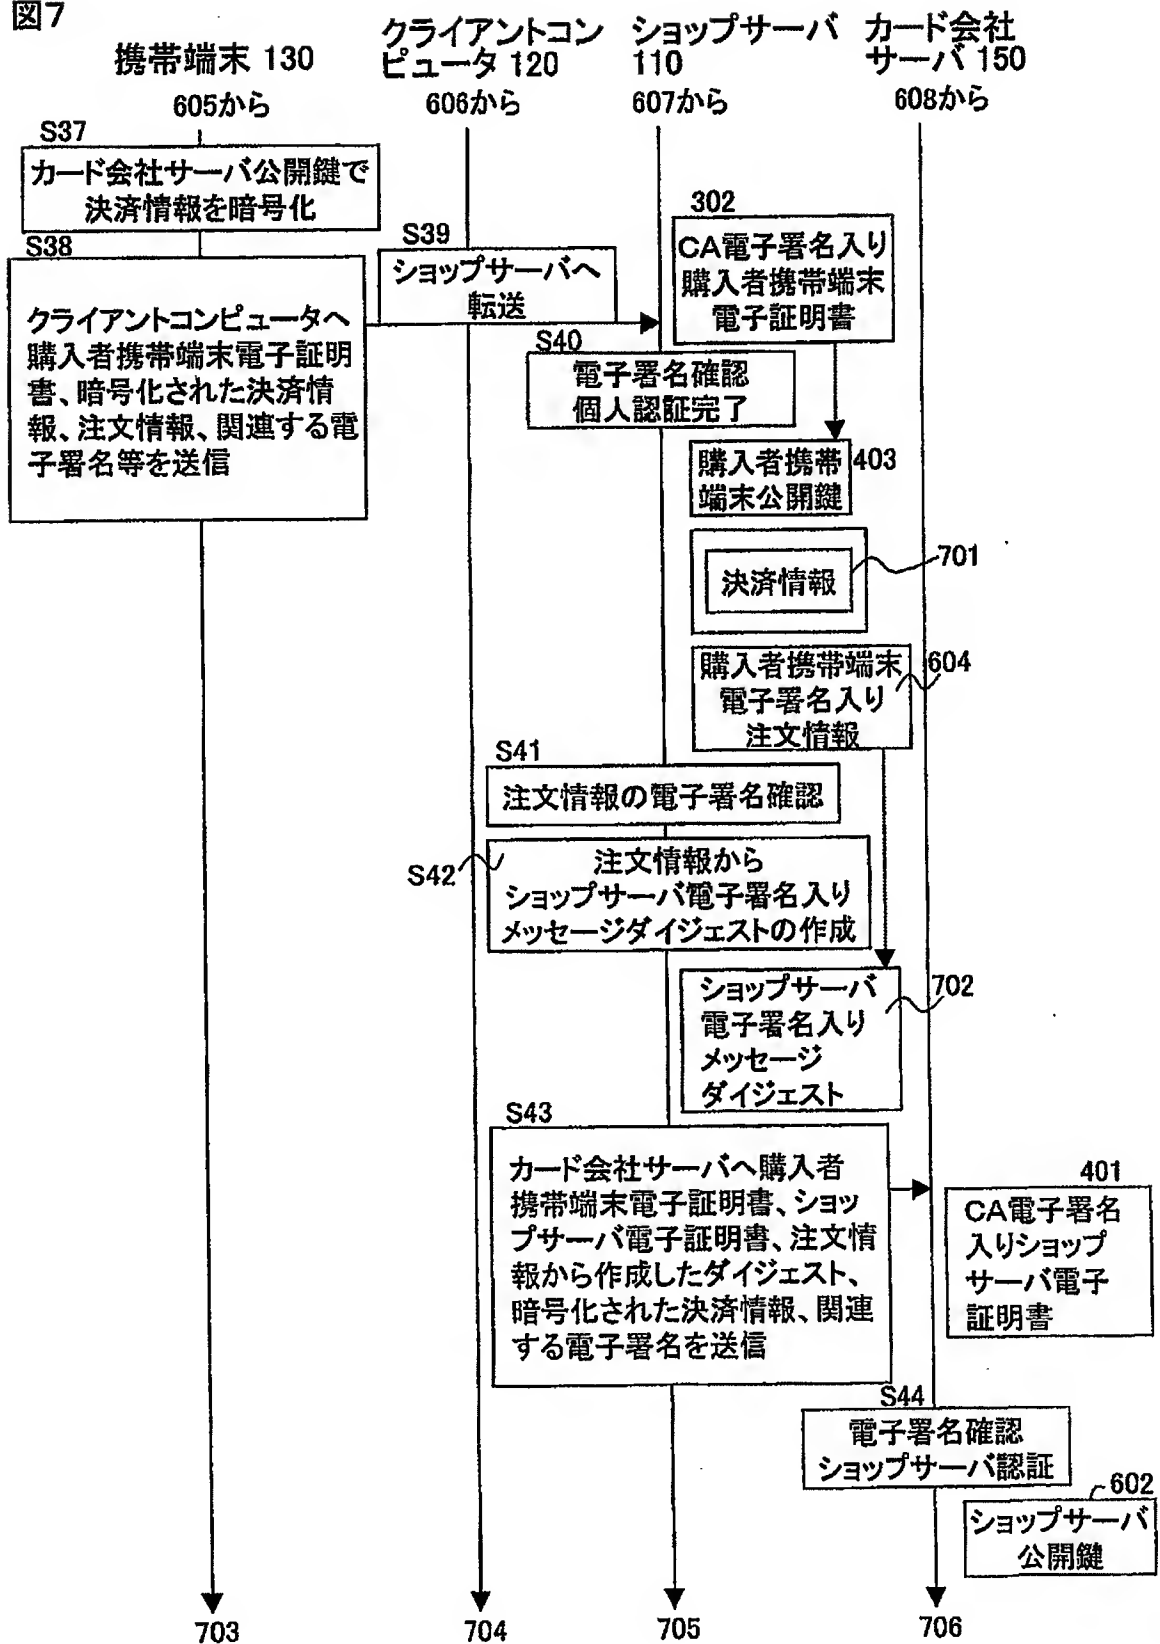 図7
携帯端末 130
クライアントコン
ピュータ 120
ショップサーバ
110
カード会社
サーバ 150
605から
606から
607から
608から
S37
カード会社サーバ公開鍵で
決済情報を暗号化
S38
クライアントコンピュータへ
購入者携帯端末電子証明
書、暗号化された決済情
報、注文情報、関連する電
子署名等を送信
S39
ショップサーバへ
転送
302
CA電子署名入り
購入者携帯端末
電子証明書
S40
電子署名確認
個人認証完了
購入者携帯
端末公開鍵
403
決済情報
701
購入者携帯端末
電子署名入り
注文情報
604
S41
注文情報の電子署名確認
S42
注文情報から
ショップサーバ電子署名入り
メッセージダイジェストの作成
ショップサーバ
電子署名入り
メッセージ
ダイジェスト
702
S43
カード会社サーバへ購入者
携帯端末電子証明書、ショッ
プサーバ電子証明書、注文情
報から作成したダイジェスト、
暗号化された決済情報、関連
する電子署名を送信
401
CA電子署名
入りショップ
サーバ電子
証明書
S44
電子署名確認
ショップサーバ認証
602
ショップサーバ
公開鍵
703
704
705
706